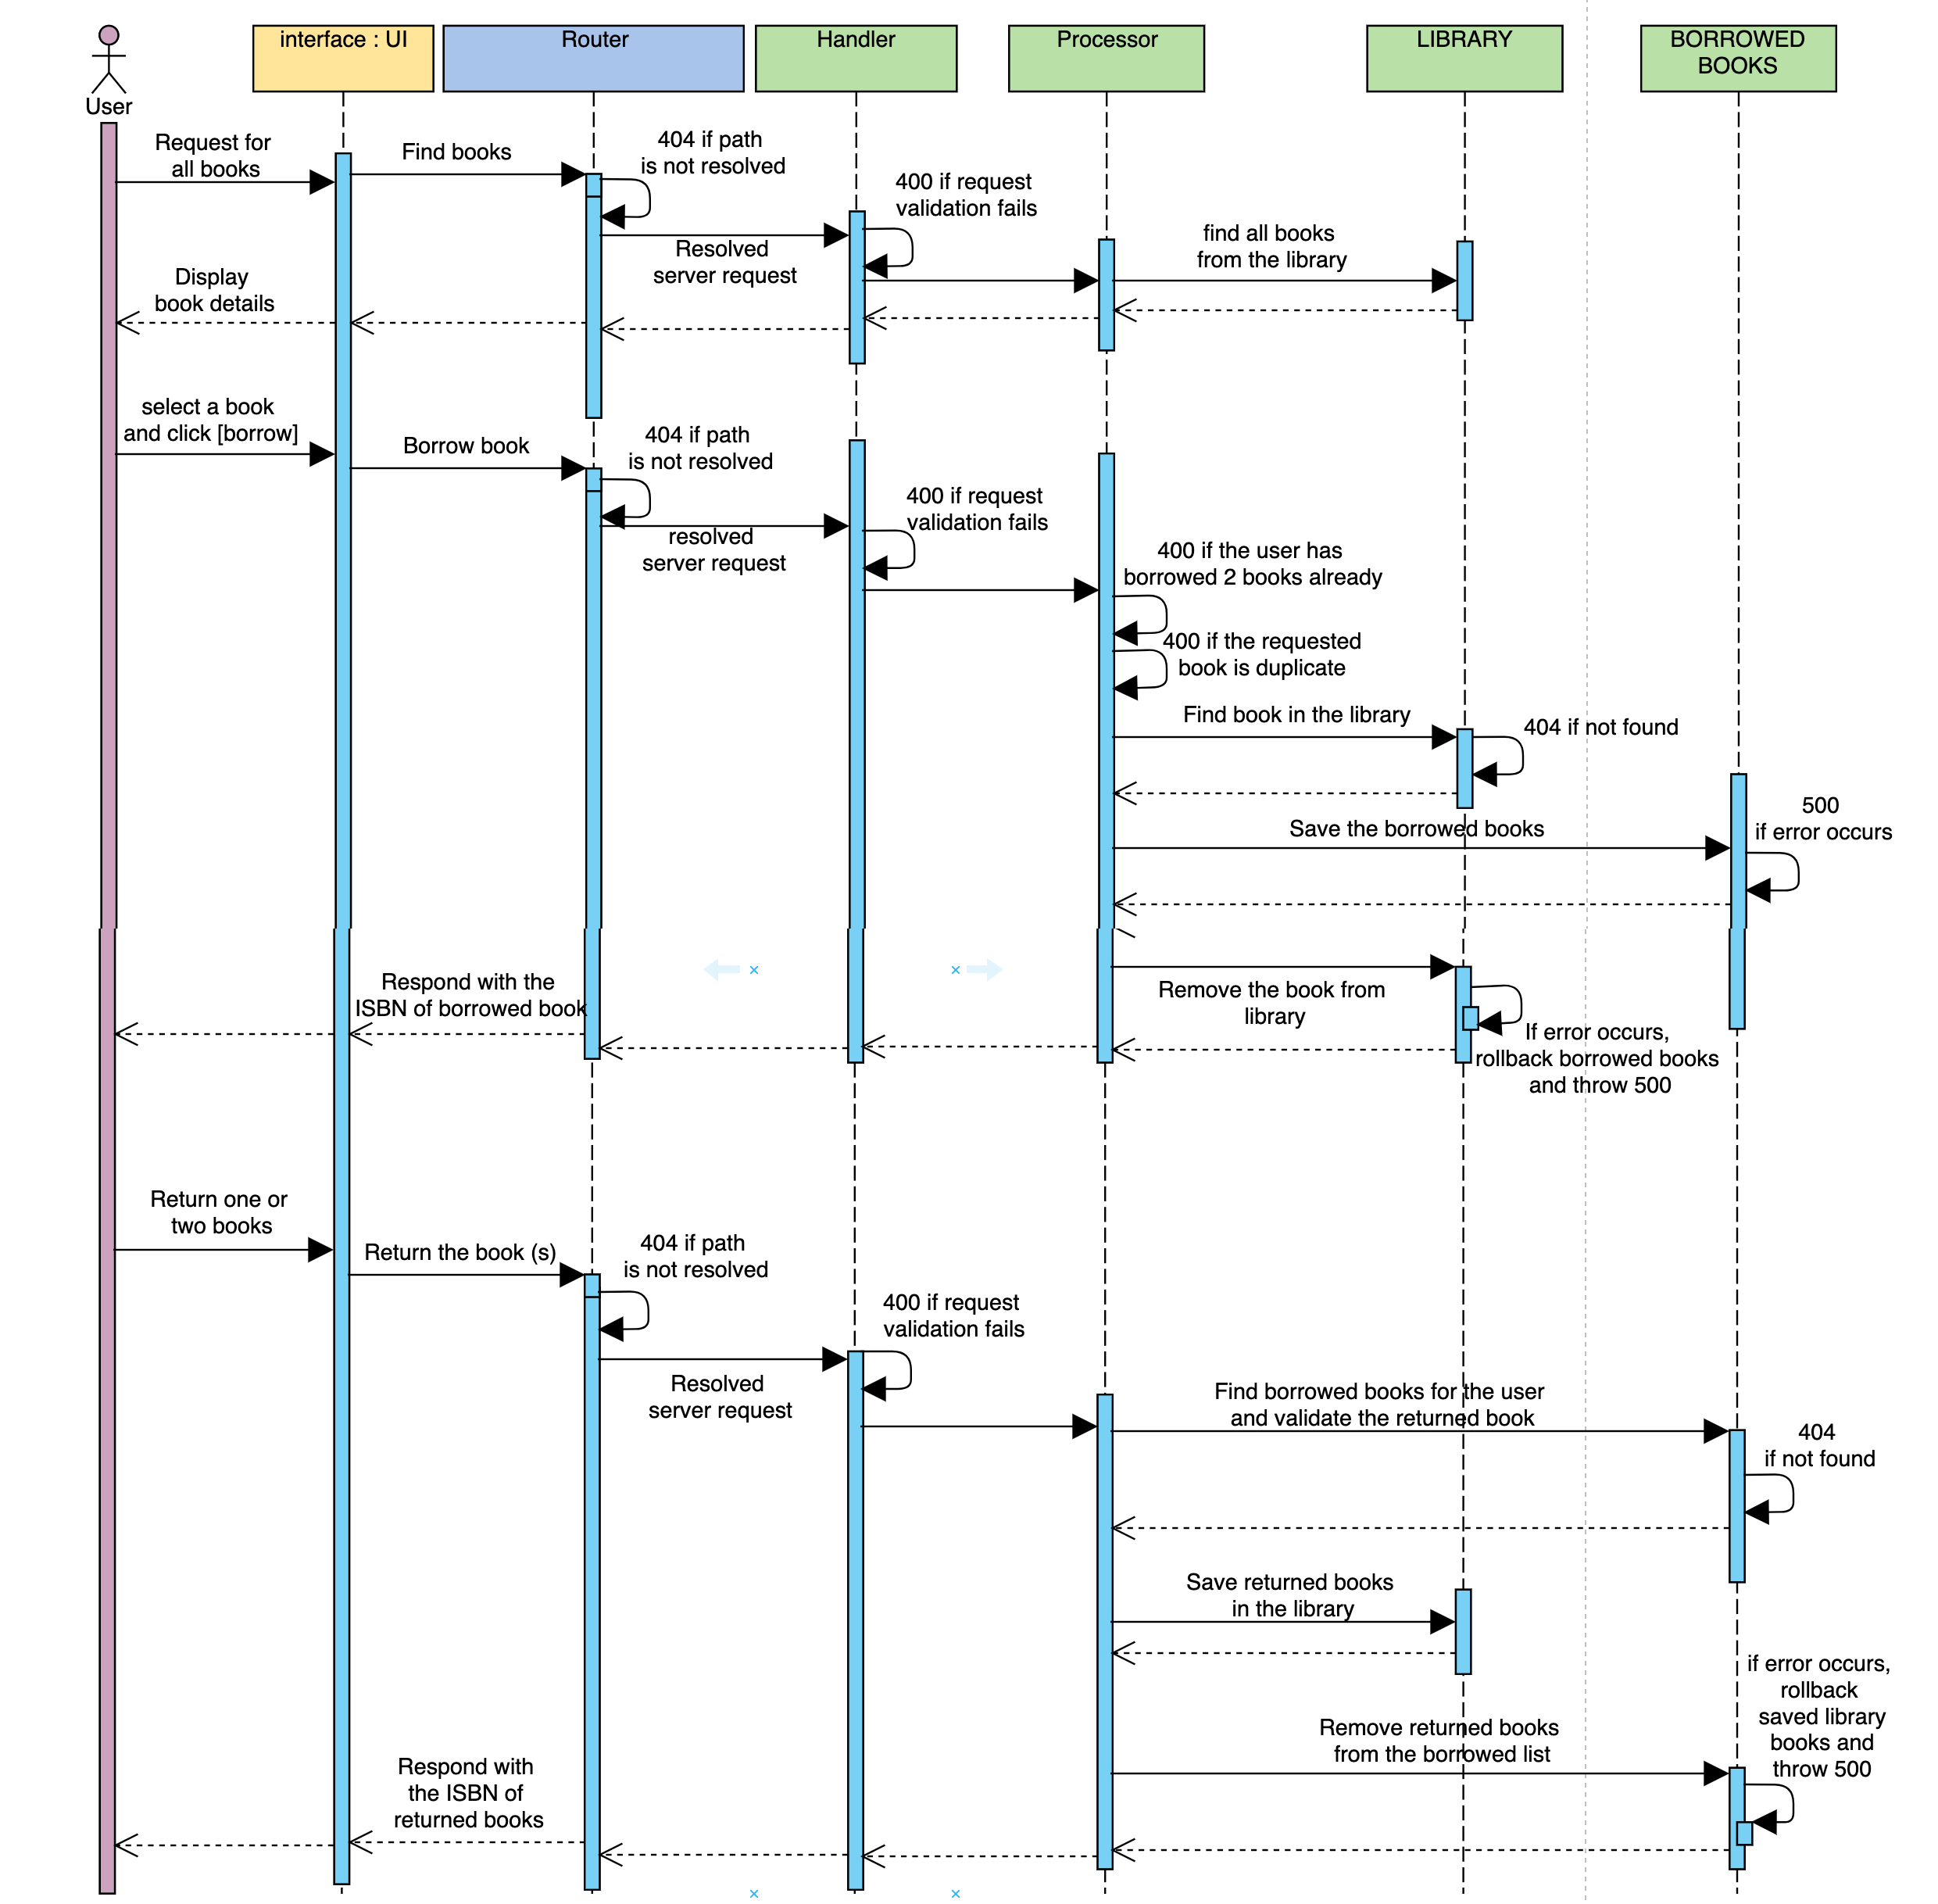 interface : UI
Router
Handler
Processor
LIBRARY
BORROWED
BOOKS
User
Request for
all books
Find books
404 if path
is not resolved
400 if request
validation fails
Resolved
server request
find all books
from the library
Display
book details
select a book
and click [borrow]
Borrow book
404 if path
is not resolved
400 if request
validation fails
resolved
server request
400 if the user has
borrowed 2 books already
400 if the requested
book is duplicate
Find book in the library
404 if not found
500
if error occurs
Save the borrowed books
Respond with the
ISBN of borrowed book
Remove the book from
library
If error occurs,
rollback borrowed books
and throw 500
Return one or
two books
Return the book (s)
404 if path
is not resolved
400 if request
validation fails
Resolved
server request
Find borrowed books for the user
and validate the returned book
404
if not found
Save returned books
in the library
if error occurs,
rollback
saved library
books and
throw 500
Remove returned books
from the borrowed list
Respond with
the ISBN of
returned books